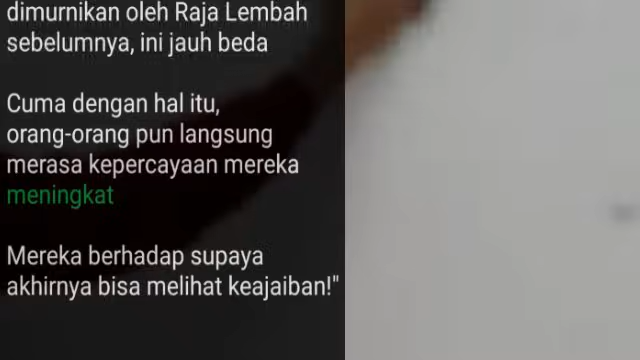 dimurnikan oleh Raja Lembah
sebelumnya, ini jauh beda
Cuma dengan hal itu,
orang-orang pun langsung
merasa kepercayaan mereka
meningkat
Mereka berhadap supaya
akhirnya bisa melihat keajaiban!"